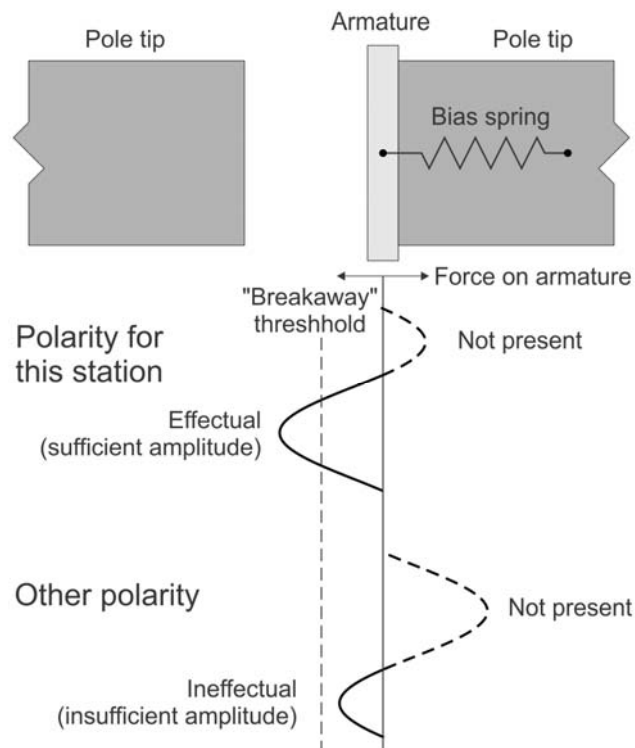 Armature
Pole tip
Pole tip
Bias spring
Force on armature
"Breakaway"
threshhold
Polarity for
this station
Not present
Effectual
(sufficient amplitude)
Other polarity
Not present
Ineffectual
(insufficient amplitude)